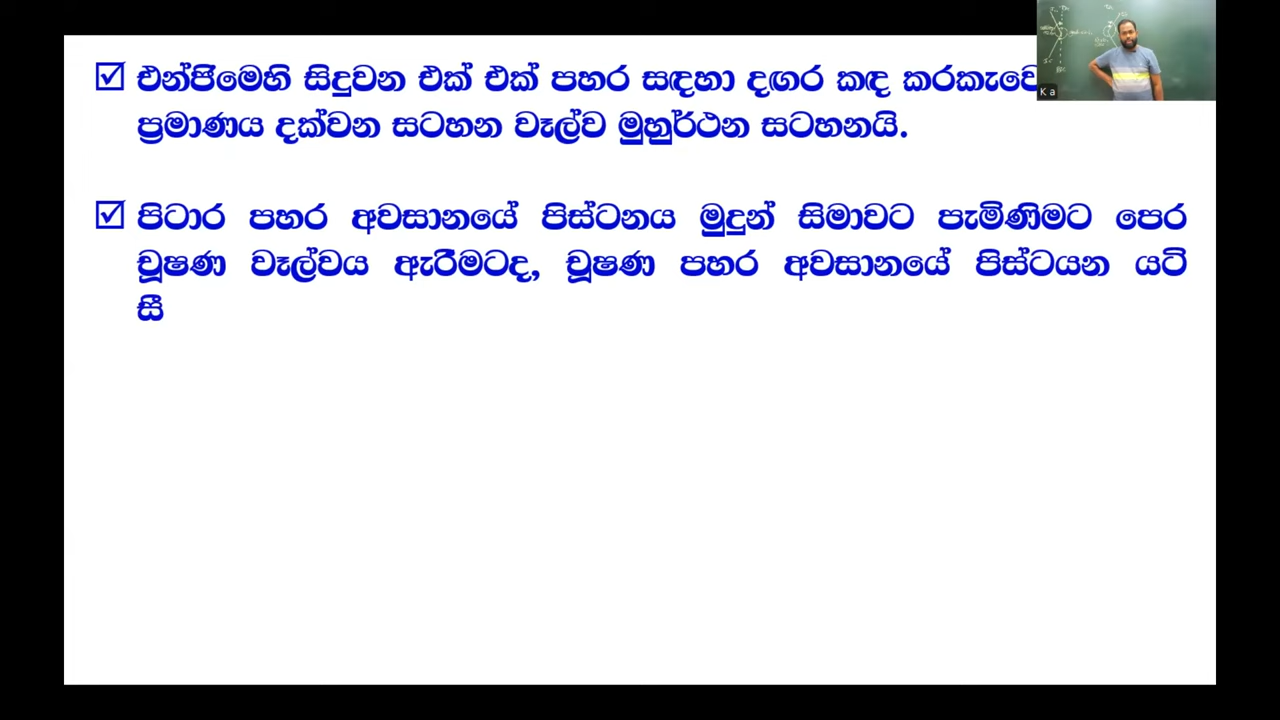 එන්ජිමෙහි සිදුවන එක් එක් පහර සඳහා දඟර කඳ
ප්‍රමාණය දක්වන සටහන වෑල්ව මුහුර්ථන සටහනයි.
පිටාර පහර අවසානයේ පිස්ටනය මුදුන් සිමාවට පැමිණිමට පෙර
චූෂණ වෑල්වය ඇරීමටද, චූෂණ පහර අවසානයේ පිස්ටයන යටි
සී
K a